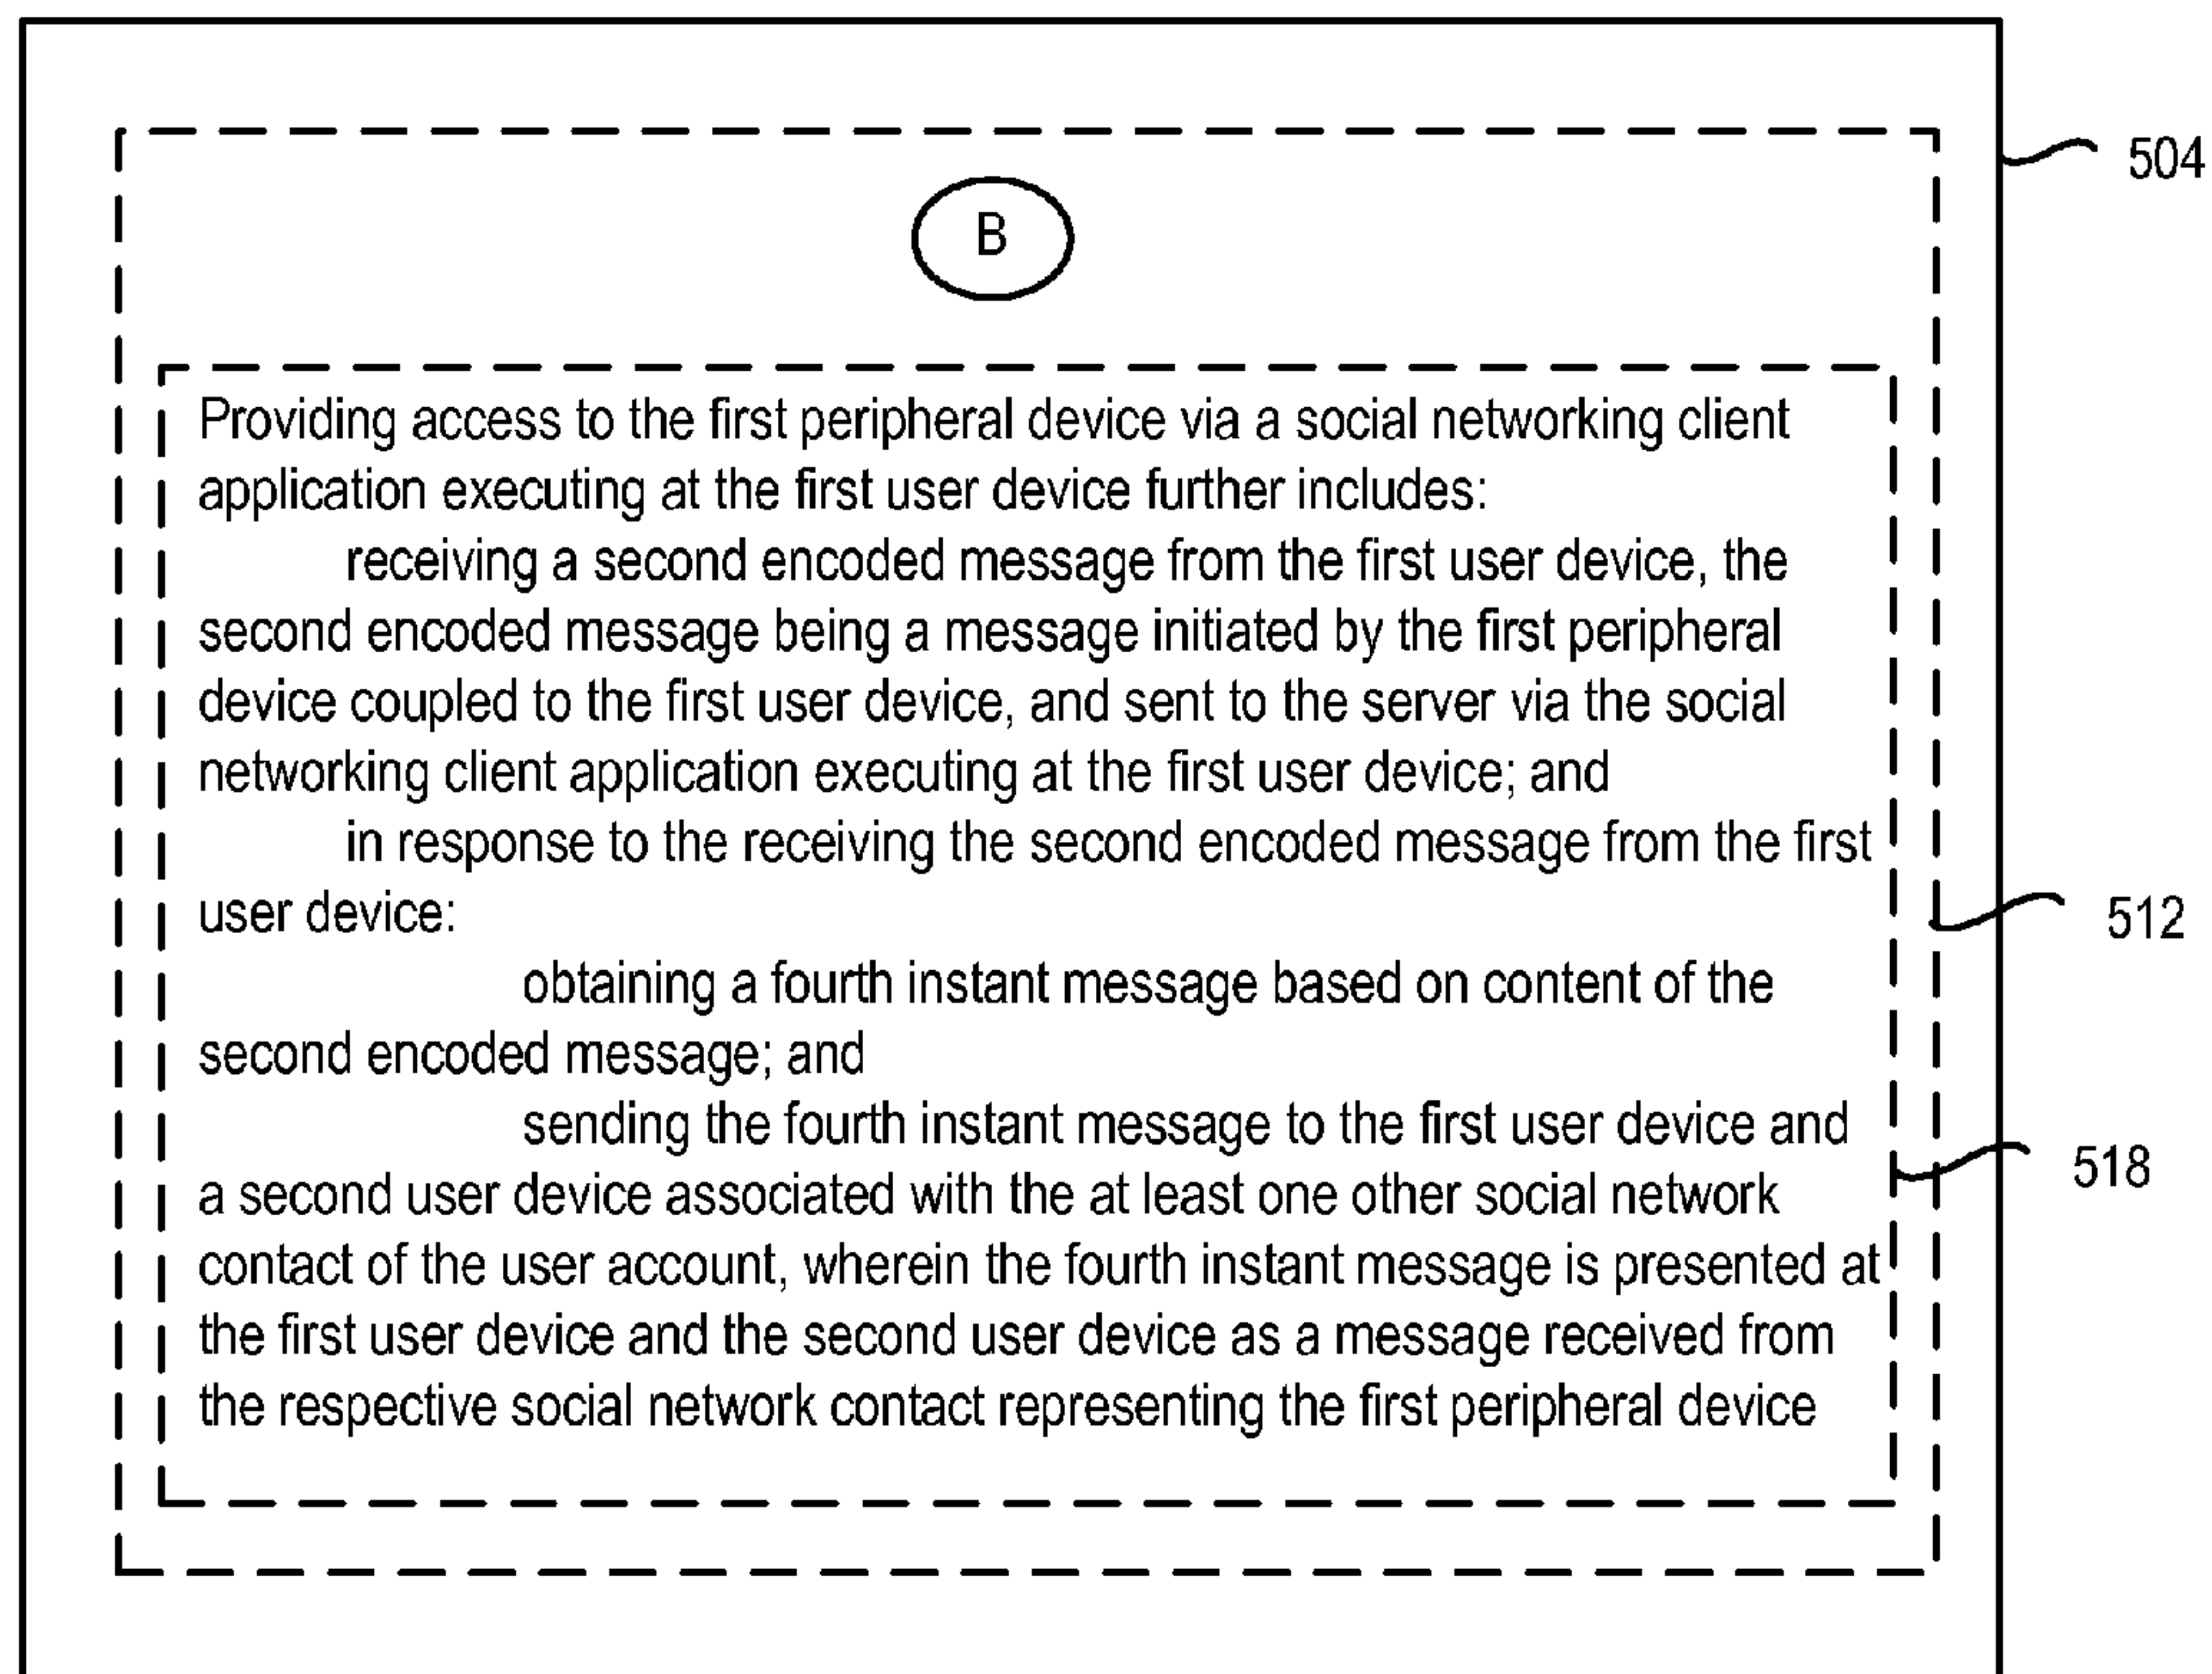 504
B
Providing access to the first peripheral device via a social networking client
application executing at the first user device further includes:
receiving a second encoded message from the first user device, the
second encoded message being a message initiated by the first peripheral
device coupled to the first user device, and sent to the server via the social
networking client application executing at the first user device; and
in response to the receiving the second encoded message from the first
user device:
512
obtaining a fourth instant message based on content of the
second encoded message; and
sending the fourth instant message to the first user device and
518
a second user device associated with the at least one other social network
contact of the user account, wherein the fourth instant message is presented at
the first user device and the second user device as a message received from
the respective social network contact representing the first peripheral device